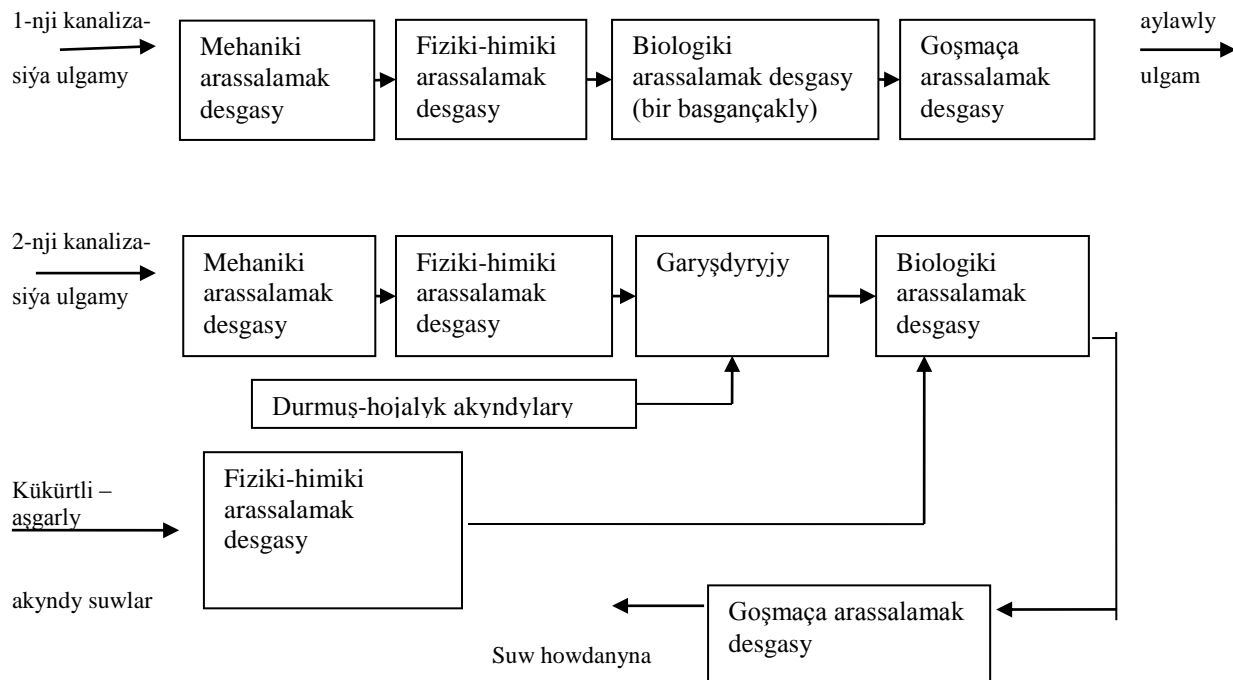 1-nji kanaliza-
siýa ulgamy
Mehaniki
arassalamak
desgasy
Fiziki-himiki
arassalamak
desgasy
Biologiki
arassalamak desgasy
(bir basgançakly)
Goşmaça
arassalamak
desgasy
aylawly
ulgam
2-nji kanaliza-
siýa ulgamy
Mehaniki
arassalamak
desgasy
Fiziki-himiki
arassalamak
desgasy
Garyşdyryjy
Biologiki
arassalamak
desgasy
Durmuş-hojalyk akyndylary
Kükürtli –
aşgarly
akyndy suwlar
Fiziki-himiki
arassalamak
desgasy
Goşmaça arassalamak
desgasy
Suw howdanyna